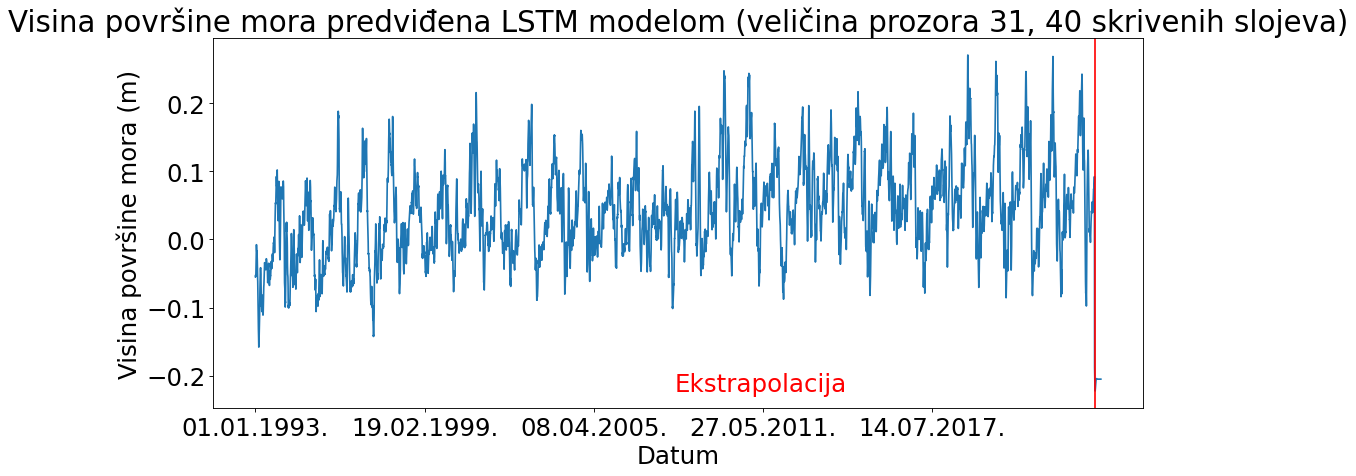 Visina površine mora predviđena LSTM modelom (veličina prozora 31, 40 skrivenih slojeva)
Visina površine mora (m)
0.2
0.1
0.0
−0.1
−0.2
Ekstrapolacija
01.01.1993. 19.02.1999. 08.04.2005. 27.05.2011. 14.07.2017.
Datum